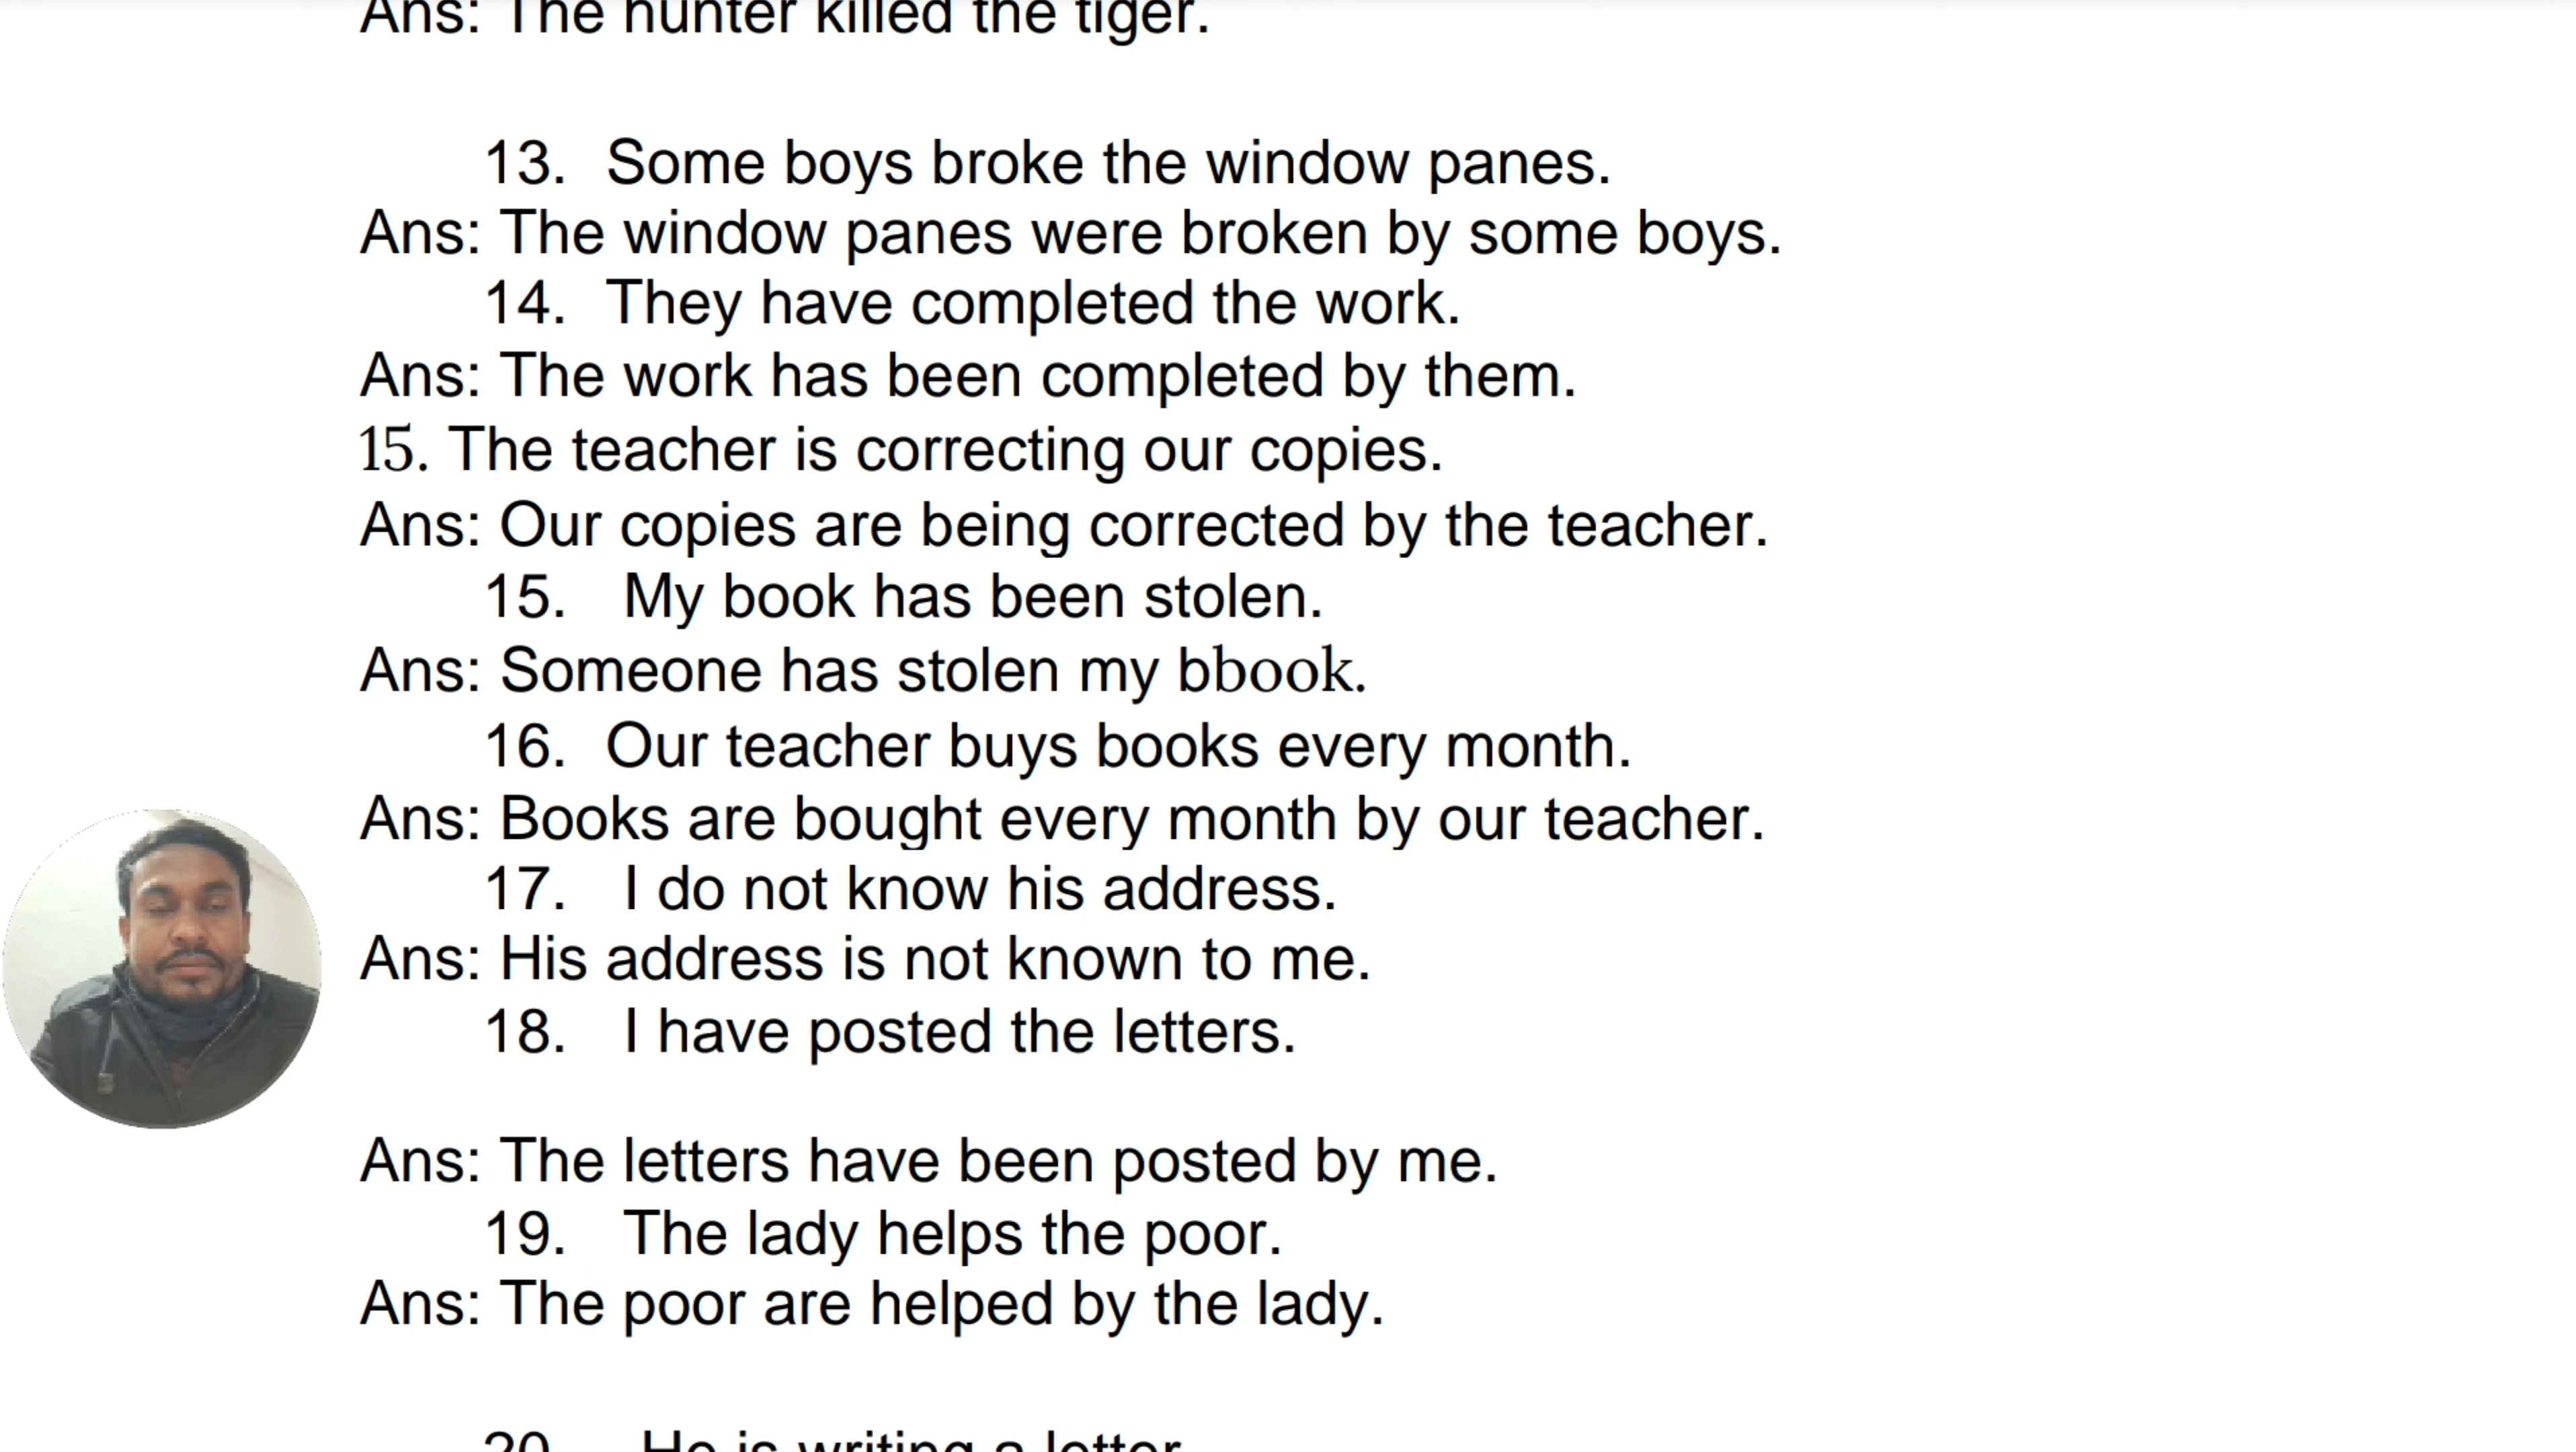 Ans: The hunter killed the tiger.
13. Some boys broke the window panes.
Ans: The window panes were broken by some boys.
14. They have completed the work.
Ans: The work has been completed by them.
15. The teacher is correcting our copies.
Ans: Our copies are being corrected by the teacher.
15. My book has been stolen.
Ans: Someone has stolen my bbook.
16. Our teacher buys books every month.
Ans: Books are bought every month by our teacher.
17. I do not know his address.
Ans: His address is not known to me.
18. I have posted the letters.
Ans: The letters have been posted by me.
19. The lady helps the poor.
Ans: The poor are helped by the lady.
20. He is writing a letter